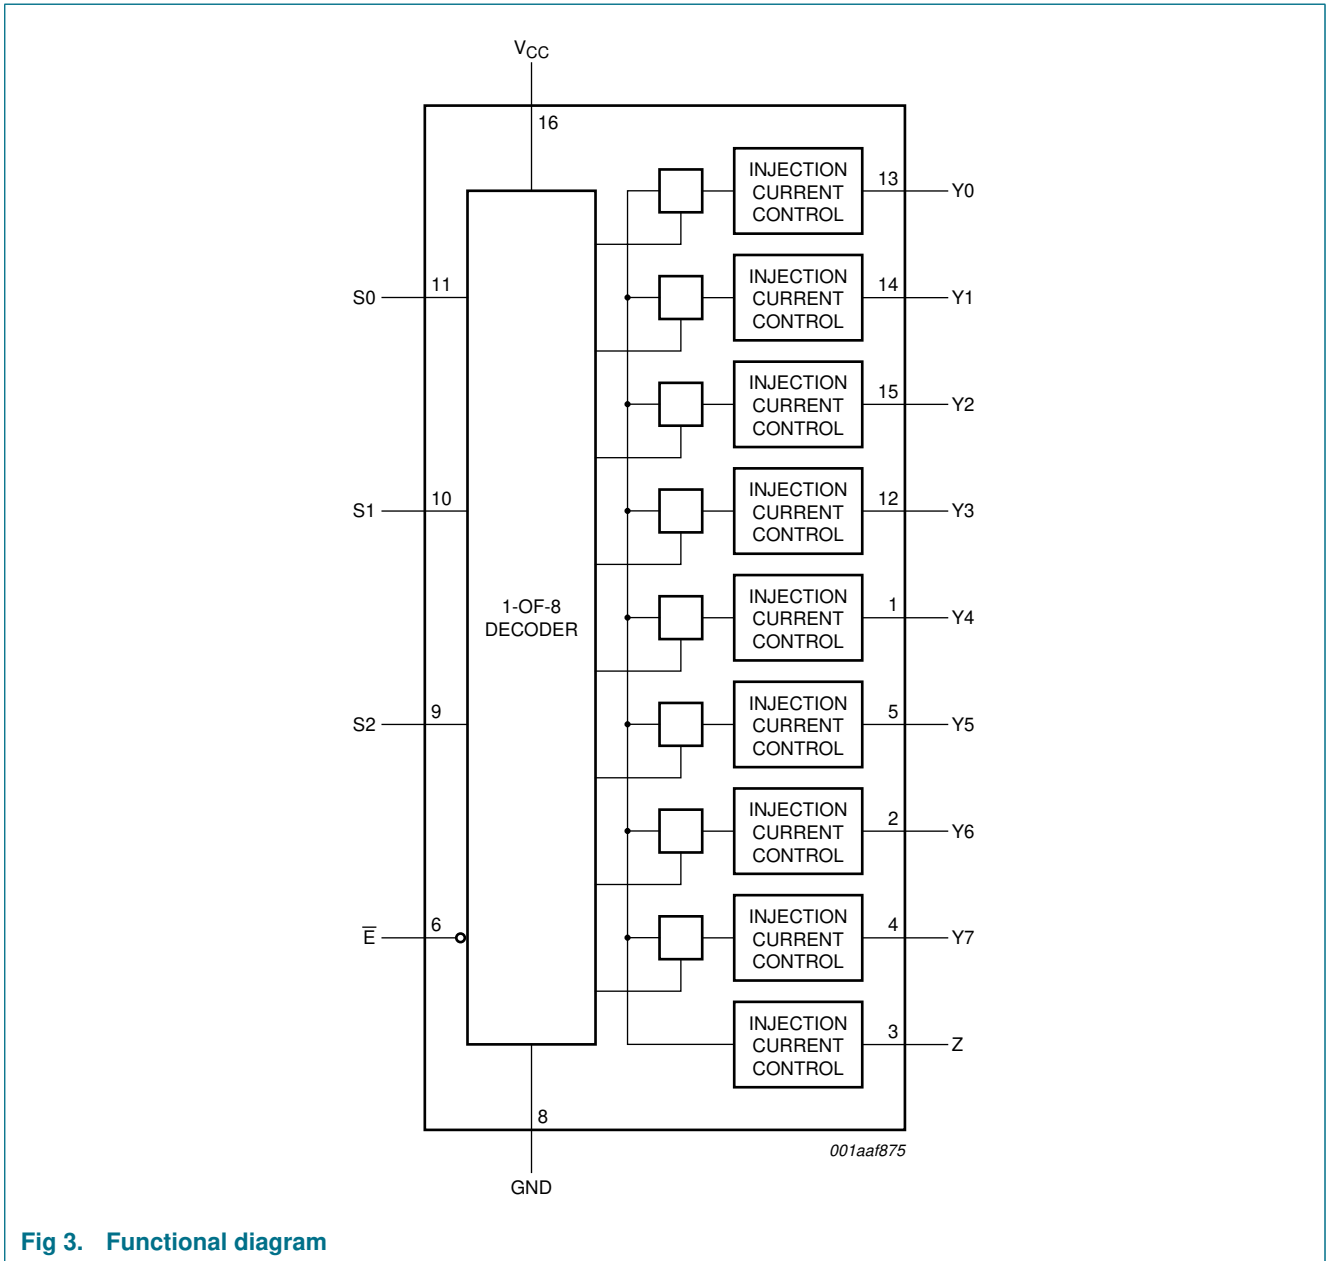 VCC
16
INJECTION
CURRENT
CONTROL
13
Y0
S0
11
INJECTION
CURRENT
CONTROL
14
Y1
INJECTION
CURRENT
CONTROL
15
Y2
S1
10
INJECTION
CURRENT
CONTROL
12
Y3
1-OF-8
DECODER
INJECTION
CURRENT
CONTROL
1
Y4
S2
9
INJECTION
CURRENT
CONTROL
5
Y5
INJECTION
CURRENT
CONTROL
2
Y6
E̅
6
INJECTION
CURRENT
CONTROL
4
Y7
INJECTION
CURRENT
CONTROL
3
Z
8
GND
001aaf875
Fig 3. Functional diagram